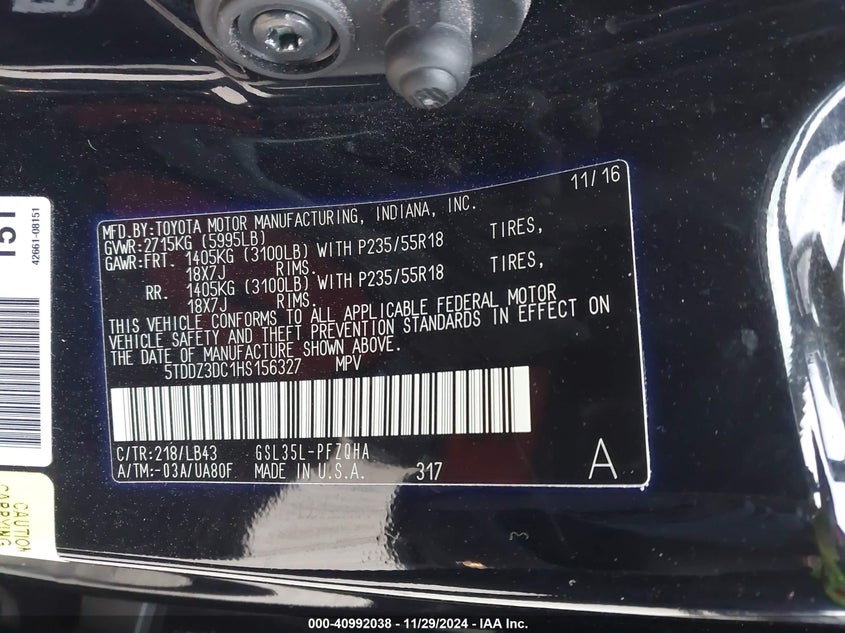 11/16
MFD.BY:TOYOTA MOTOR MANUFACTURING, INDIANA, INC.
GVWR:2715KG (5995LB)
GAWR:FRT. 1405KG (3100LB) WITH P235/55R18 TIRES,
18X7J RIMS.
RR. 1405KG (3100LB) WITH P235/55R18 TIRES,
18X7J RIMS.
THIS VEHICLE CONFORMS TO ALL APPLICABLE FEDERAL MOTOR
VEHICLE SAFETY AND THEFT PREVENTION STANDARDS IN EFFECT ON
THE DATE OF MANUFACTURE SHOWN ABOVE.
5TDDZ3DC1HS156327 MPV
C/TR:218/LB43 GSL35L-PFZQHA
A/TM:-03A/UA80F MADE IN U.S.A. 317 A
151
42661-08151
CAUTION
CARRYING
000-40992038 - 11/29/2024 - IAA Inc.